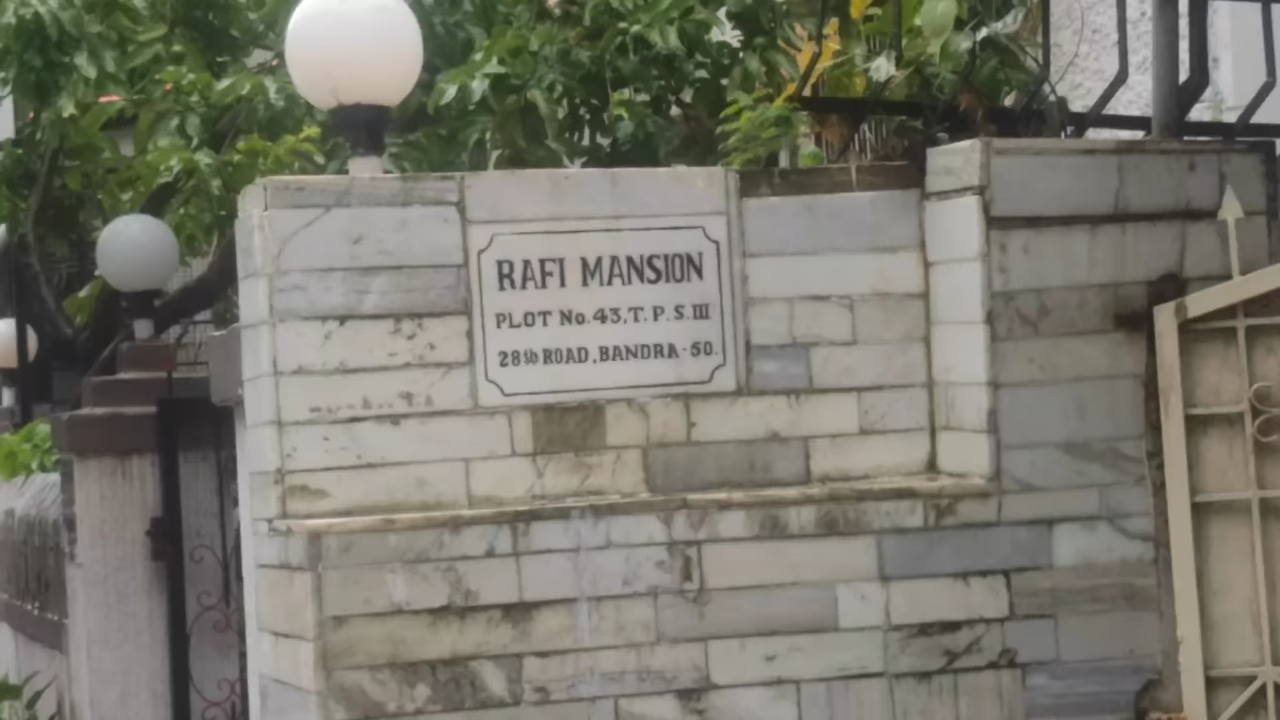 RAFI MANSION
PLOT No. 43, T. P. S. III
28th ROAD, BANDRA - 50.